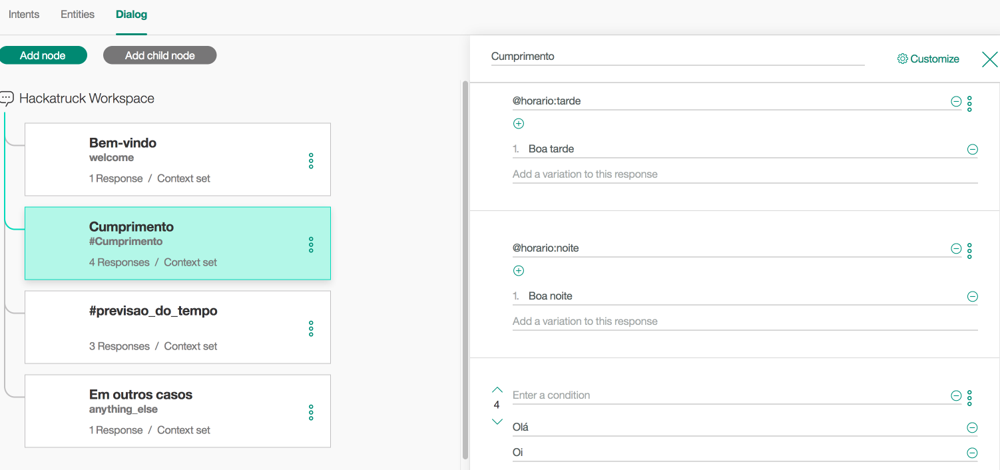 Intents Entities Dialog
Add node Add child node
Hackatruck Workspace
Bem-vindo
welcome
1 Response / Context set
Cumprimento
#Cumprimento
4 Responses / Context set
#previsao_do_tempo
3 Responses / Context set
Em outros casos
anything_else
1 Response / Context set
Cumprimento Customize
@horario:tarde
1. Boa tarde
Add a variation to this response
@horario:noite
1. Boa noite
Add a variation to this response
4 Enter a condition
Olá
Oi